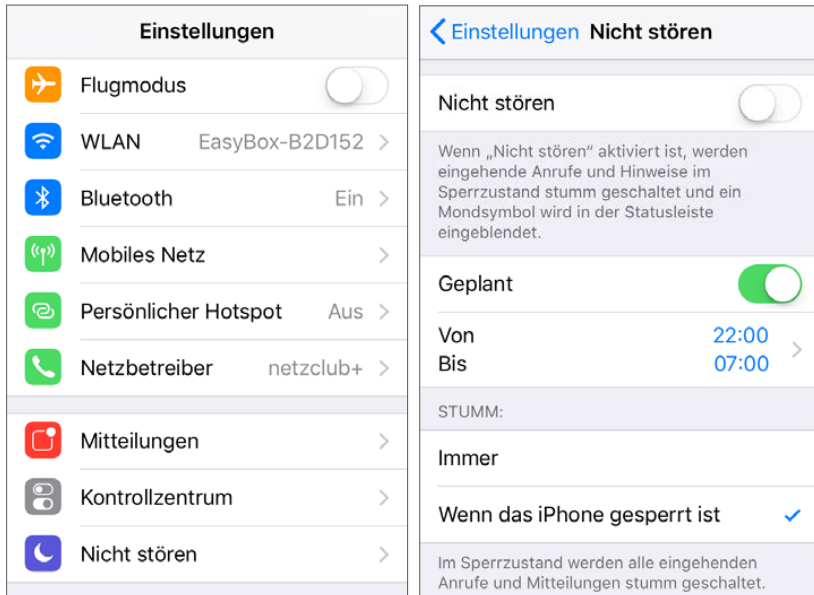 Einstellungen
Flugmodus
WLAN EasyBox-B2D152
Bluetooth Ein
Mobiles Netz
Persönlicher Hotspot Aus
Netzbetreiber netzclub+
Mitteilungen
Kontrollzentrum
Nicht stören
Einstellungen Nicht stören
Nicht stören
Wenn „Nicht stören“ aktiviert ist, werden
eingehende Anrufe und Hinweise im
Sperrzustand stumm geschaltet und ein
Mondsymbol wird in der Statusleiste
eingeblendet.
Geplant
Von 22:00
Bis 07:00
STUMM:
Immer
Wenn das iPhone gesperrt ist
Im Sperrzustand werden alle eingehenden
Anrufe und Mitteilungen stumm geschaltet.